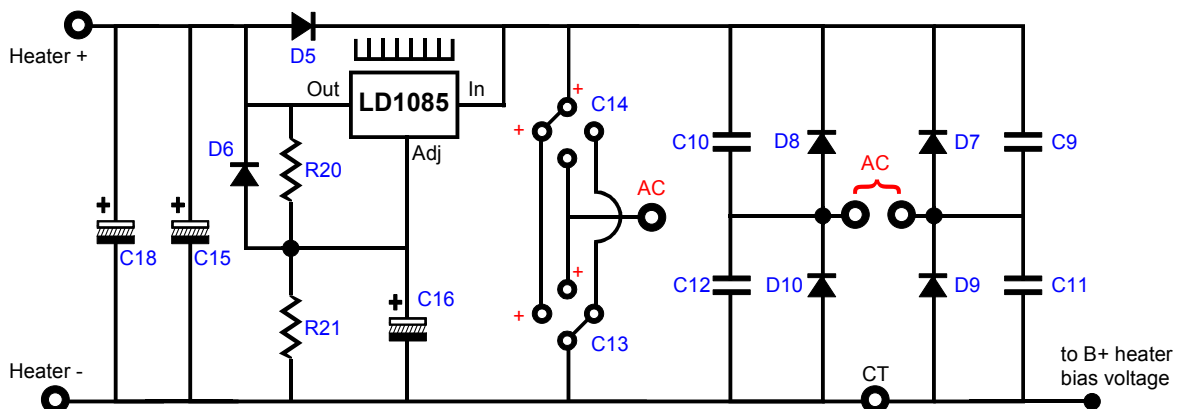 Heater +
D5
Out
In
LD1085
Adj
D6
R20
+
C18
+
C15
R21
+
C16
+
C14
+
AC
+
+
C13
C10
D8
D7
C9
AC
C12
D10
D9
C11
Heater -
CT
to B+ heater
bias voltage